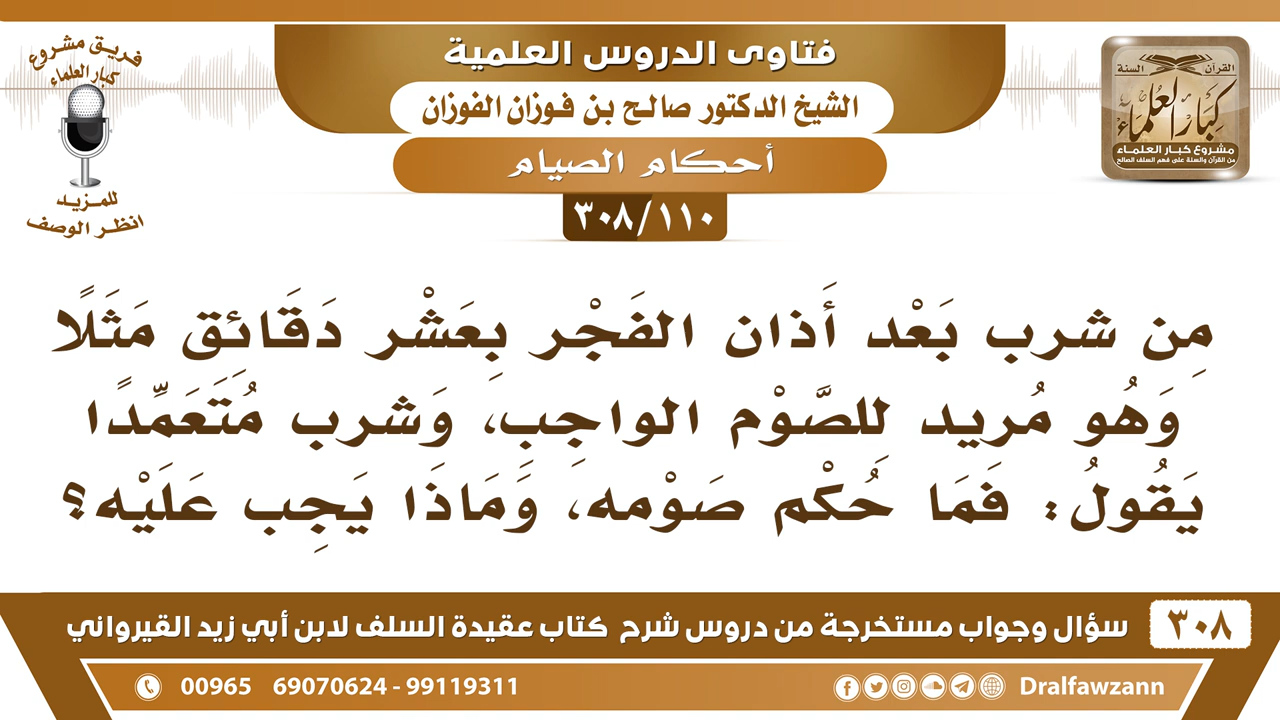 فتاوى الدروس العلمية
الشيخ الدكتور صالح بن فوزان الفوزان
أحكام الصيام
٣٠٨/١١٠
فريق مشروع
كبار العلماء
للمزيد
انظر الوصف
القرآن السنة
كبار العلماء
مشروع كبار العلماء
من القرآن والسنة على فهم السلف الصالح
مِن شرب بَعْد أَذان الفَجْر بِعَشْر دَقَائق مَثَلًا
وَهُو مُريد للصَّوْم الواجِب، وَشرب مُتَعَمِّدًا
يَقُولُ: فَمَا حُكْم صَوْمه، وَمَاذَا يَجِب عَلَيْه؟
٣٠٨ سؤال وجواب مستخرجة من دروس شرح كتاب عقيدة السلف لابن أبي زيد القيرواني
00965 69070624 - 99119311
Dralfawzann